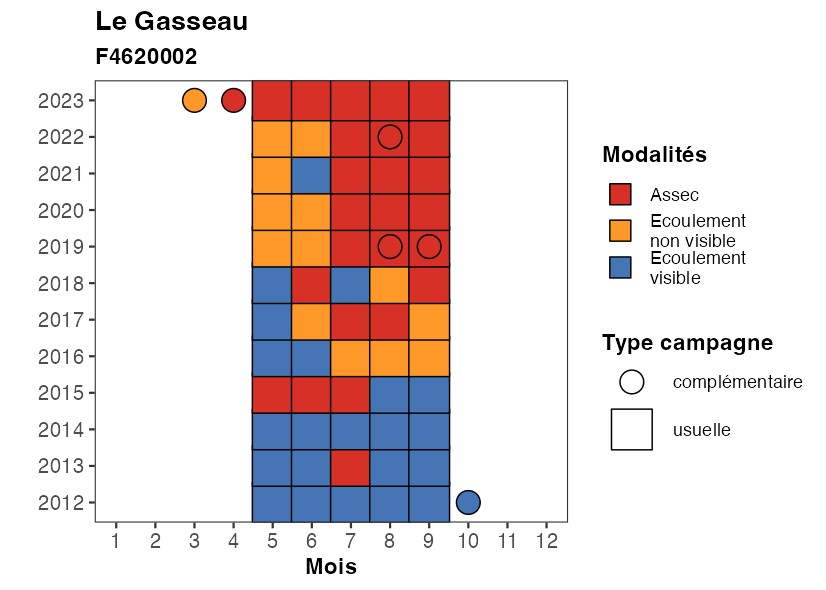 Le Gasseau
F4620002
2023
2022
2021
2020
2019
2018
2017
2016
2015
2014
2013
2012
1 2 3 4 5 6 7 8 9 10 11 12
Mois
Modalités
Assec
Ecoulement
non visible
Ecoulement
visible
Type campagne
complémentaire
usuelle